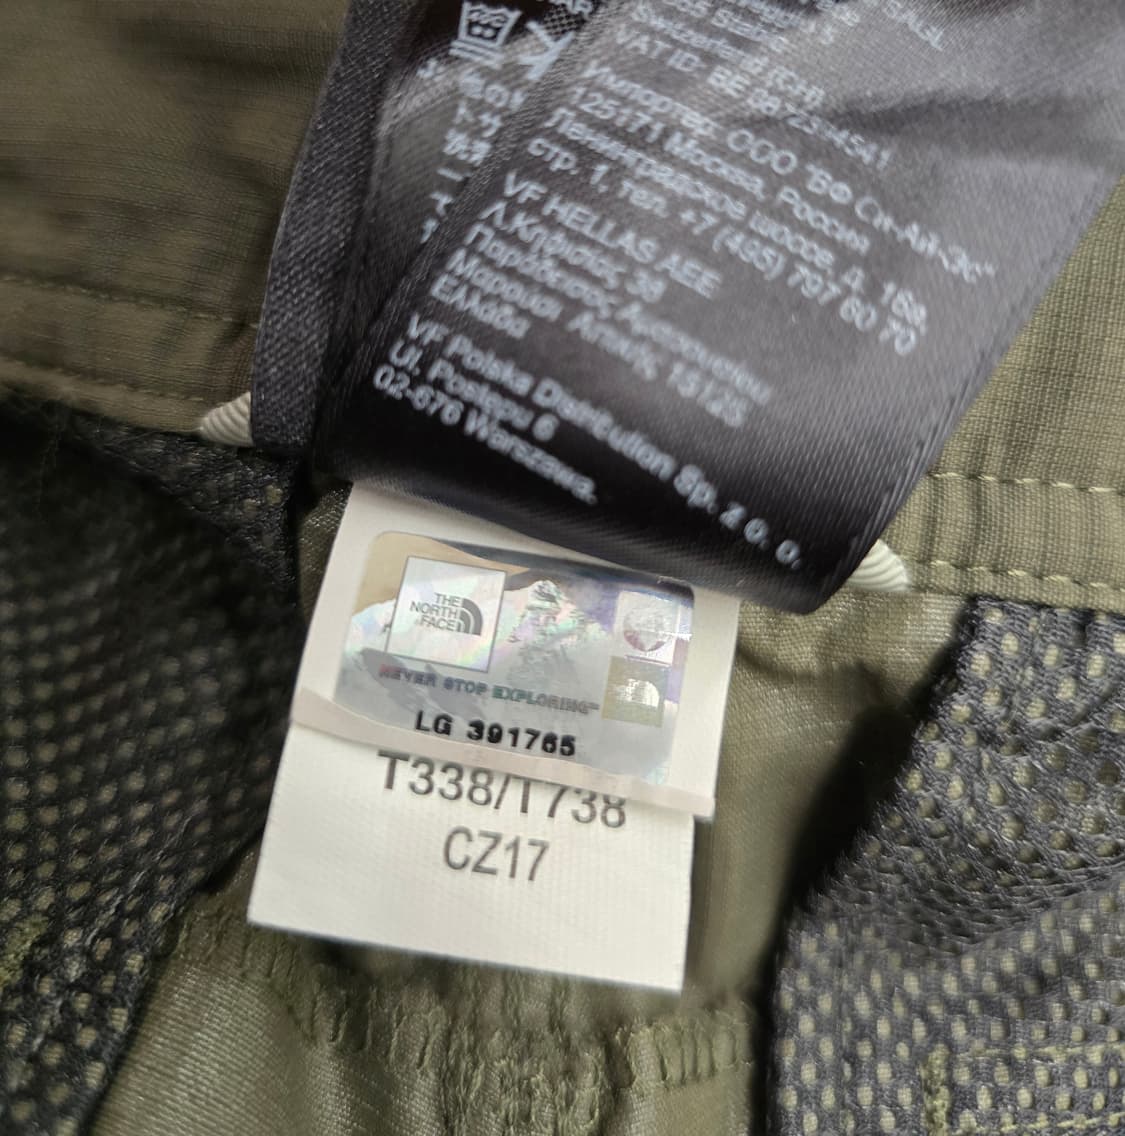 VAT ID: BE
Импортер: ООО "ВФ Си-Ай-Эс"
125171 Москва, Россия
Ленинградское шоссе, д. 16а,
стр. 1, тел. +7 (495) 797 60 70
VF HELLAS AEE
Λ.Κηφισίας 39
Παράδεισος, Αμαρουσίου
Μαρούσι Αττικής, 15125
Ελλάδα
VF Polska Distribution Sp. z o. o.
Ul. Postępu 6
02-676 Warszawa.
THE
NORTH
FACE
NEVER STOP EXPLORING™
LG 391765
T338/T738
CZ17